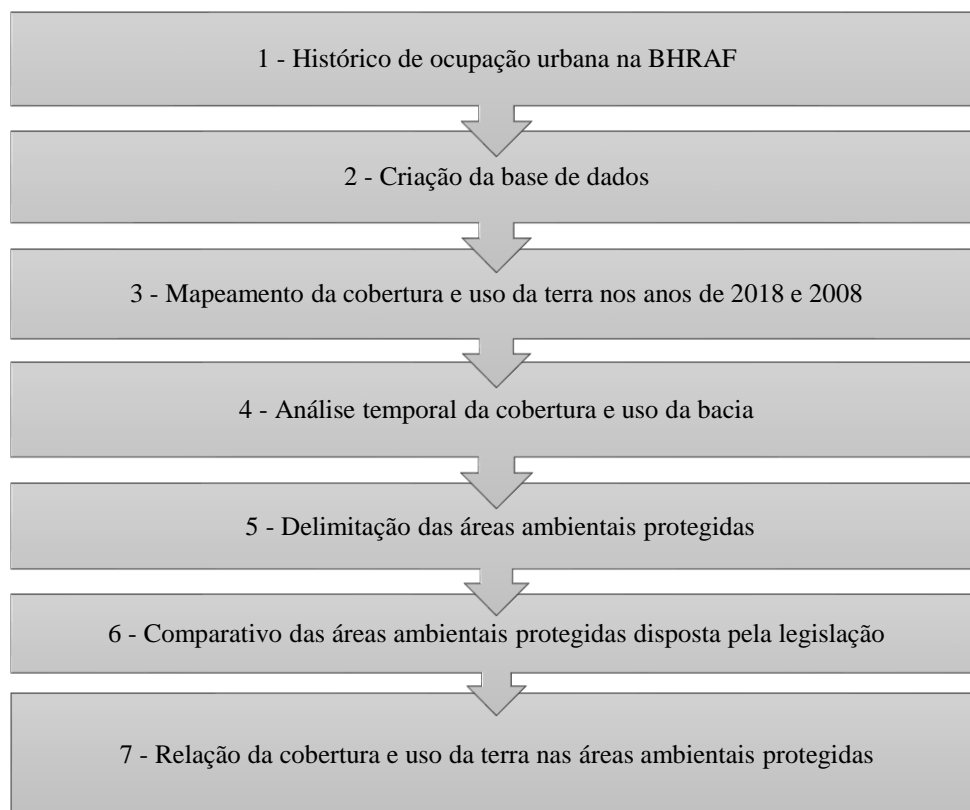 1 - Histórico de ocupação urbana na BHRAF
2 - Criação da base de dados
3 - Mapeamento da cobertura e uso da terra nos anos de 2018 e 2008
4 - Análise temporal da cobertura e uso da bacia
5 - Delimitação das áreas ambientais protegidas
6 - Comparativo das áreas ambientais protegidas disposta pela legislação
7 - Relação da cobertura e uso da terra nas áreas ambientais protegidas